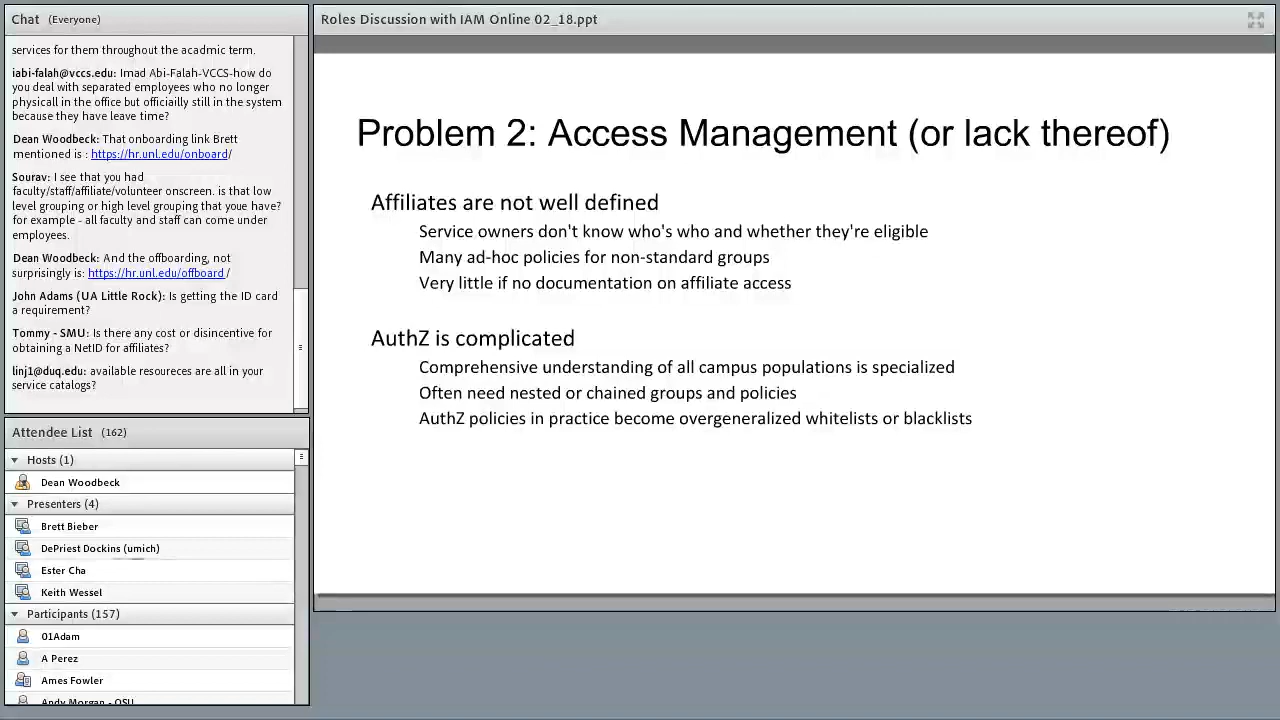 Chat (Everyone)
services for them throughout the acadmic term.
iabi-falah@vccs.edu: Imad Abi-Falah-VCCS-how do
you deal with separated employees who no longer
physicall in the office but officiailly still in the system
because they have leave time?
Dean Woodbeck: That onboarding link Brett
mentioned is : https://hr.unl.edu/onboard/
Sourav: I see that you had
faculty/staff/affiliate/volunteer onscreen. is that low
level grouping or high level grouping that youe have?
for example - all faculty and staff can come under
employees.
Dean Woodbeck: And the offboarding, not
surprisingly is: https://hr.unl.edu/offboard /
John Adams (UA Little Rock): Is getting the ID card
a requirement?
Tommy - SMU: Is there any cost or disincentive for
obtaining a NetID for affiliates?
linj1@duq.edu: available resoureces are all in your
service catalogs?
Attendee List (162)
Hosts (1)
Dean Woodbeck
Presenters (4)
Brett Bieber
DePriest Dockins (umich)
Ester Cha
Keith Wessel
Participants (157)
01Adam
A Perez
Ames Fowler
Andy Morgan - OSU
Roles Discussion with IAM Online 02_18.ppt
Problem 2: Access Management (or lack thereof)
Affiliates are not well defined
Service owners don't know who's who and whether they're eligible
Many ad-hoc policies for non-standard groups
Very little if no documentation on affiliate access
AuthZ is complicated
Comprehensive understanding of all campus populations is specialized
Often need nested or chained groups and policies
AuthZ policies in practice become overgeneralized whitelists or blacklists